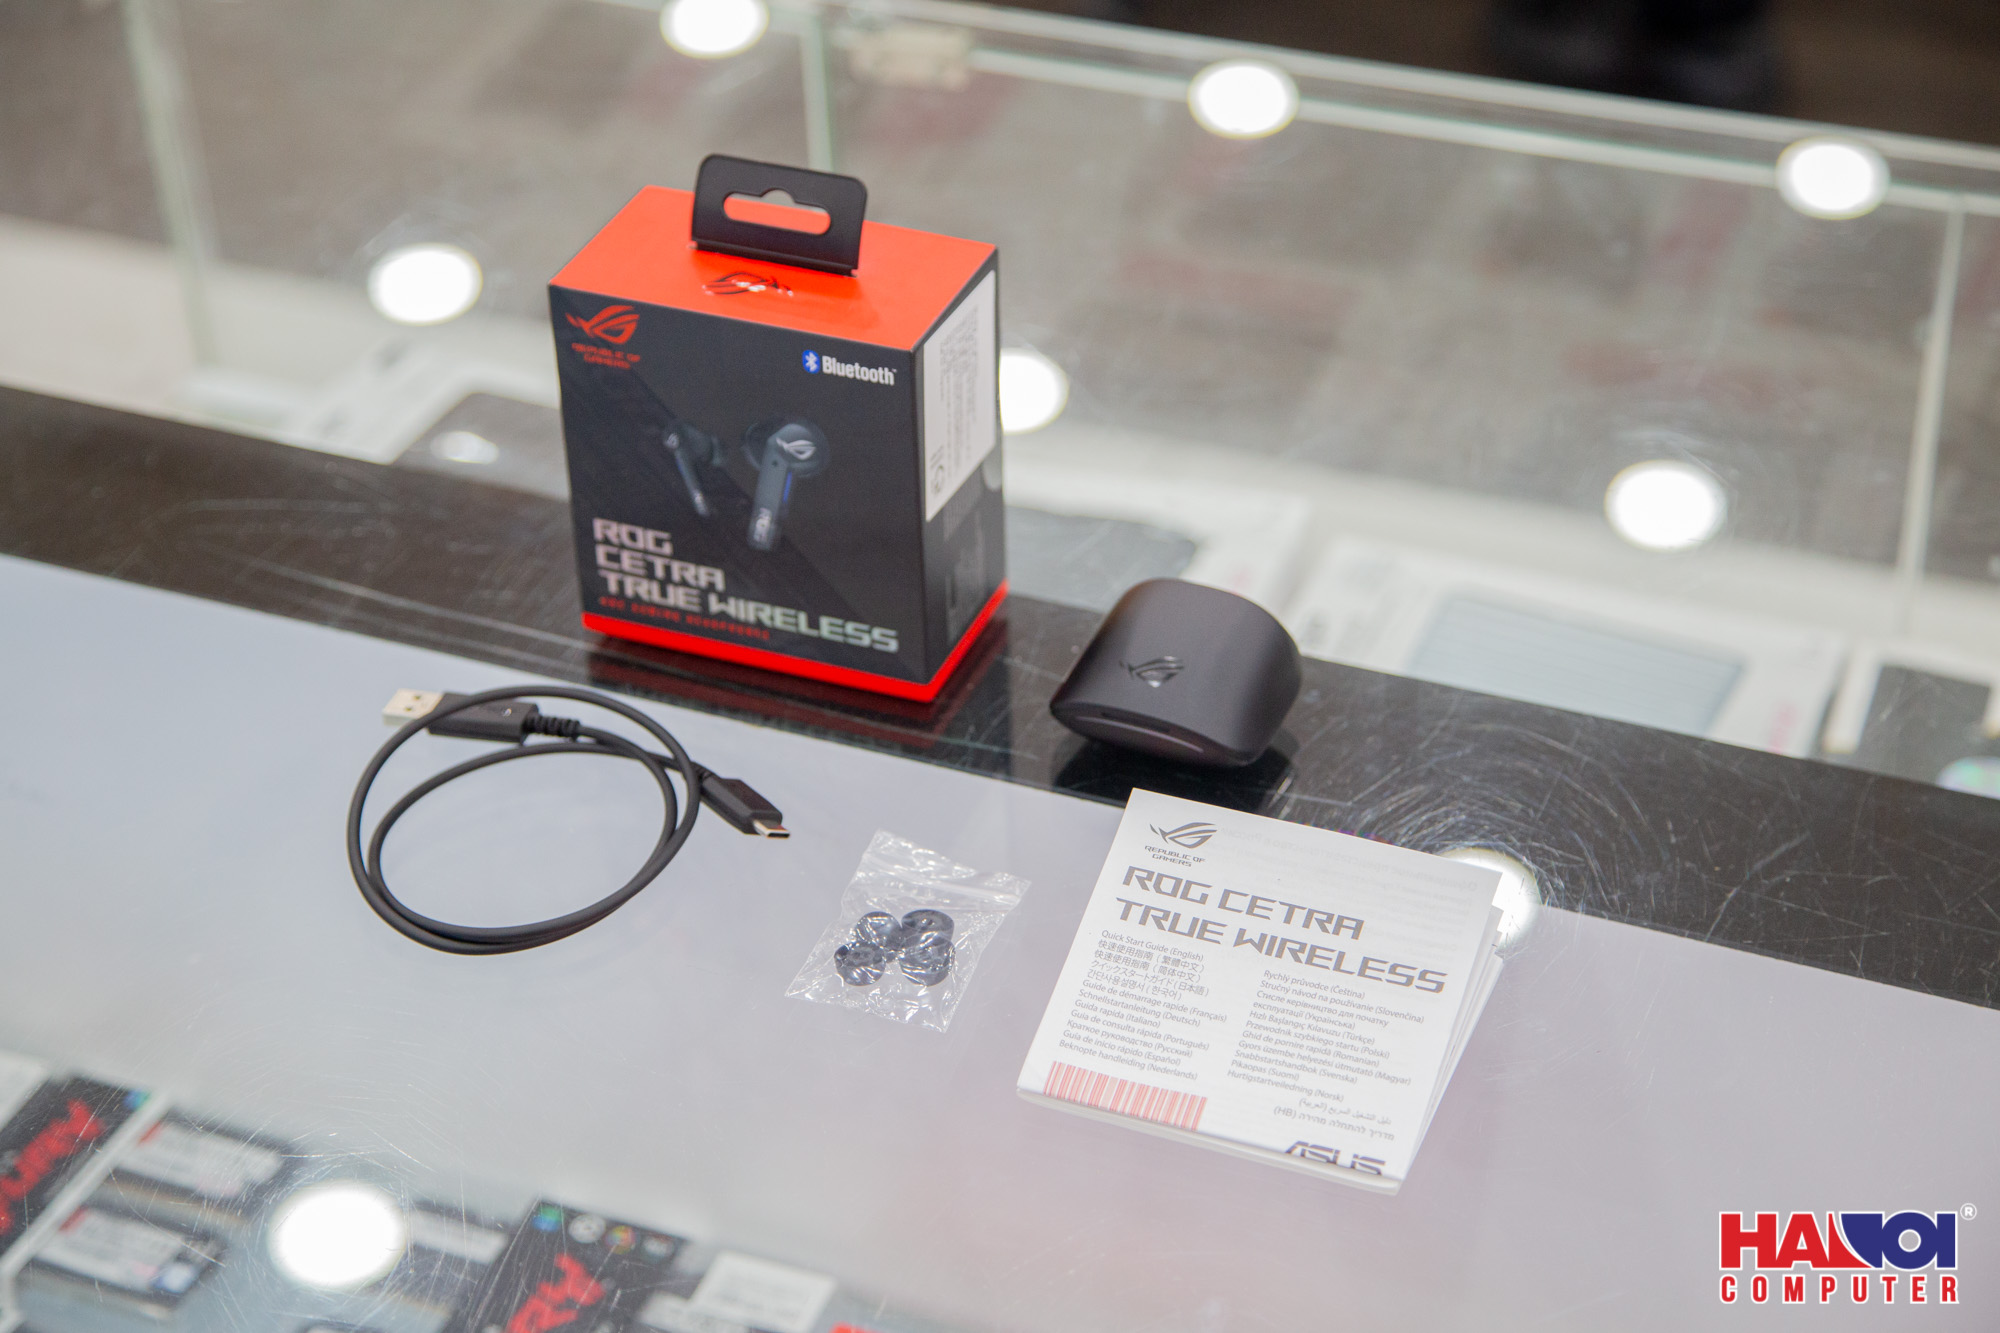 REPUBLIC OF
GAMERS
Bluetooth™
ROG
CETRA
TRUE WIRELESS
ROG GAMING HEADPHONES
REPUBLIC OF
GAMERS
ROG CETRA
TRUE WIRELESS
Quick Start Guide (English)
快速使用指南 ( 繁體中文 )
快速使用指南 ( 简体中文 )
クイックスタートガイド ( 日本語 )
간단사용설명서 ( 한국어 )
Guide de démarrage rapide (Français)
Schnellstartanleitung (Deutsch)
Guida rapida (Italiano)
Guia de consulta rápida (Português)
Краткое руководство (Русский)
Guía de inicio rápido (Español)
Beknopte handleiding (Nederlands)
Rychlý průvodce (Čeština)
Stručný návod na používanie (Slovenčina)
Стисле керівництво для початку
експлуатації (Українська)
Hızlı Başlangıç Kılavuzu (Türkçe)
Przewodnik szybkiego startu (Polski)
Ghid de pornire rapidă (Romanian)
Gyors üzembe helyezési útmutató (Magyar)
Snabbstartshandbok (Svenska)
Pikaopas (Suomi)
Hurtigstartveiledning (Norsk)
دليل التشغيل السريع (العربية)
מדריך להתחלה מהירה (HB)
ASUS
FURY
HANOI®
COMPUTER